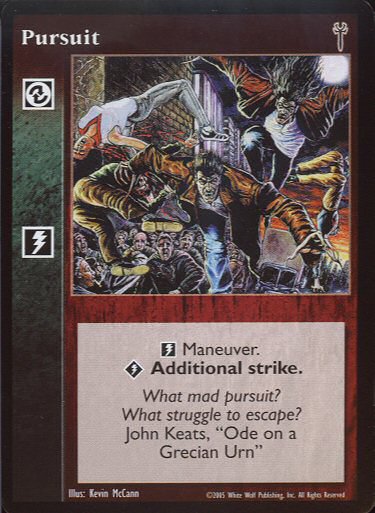 Pursuit
Maneuver.
Additional strike.
What mad pursuit?
What struggle to escape?
John Keats, “Ode on a
Grecian Urn”
Illus: Kevin McCann
©2005 White Wolf Publishing, Inc. All Rights Reserved